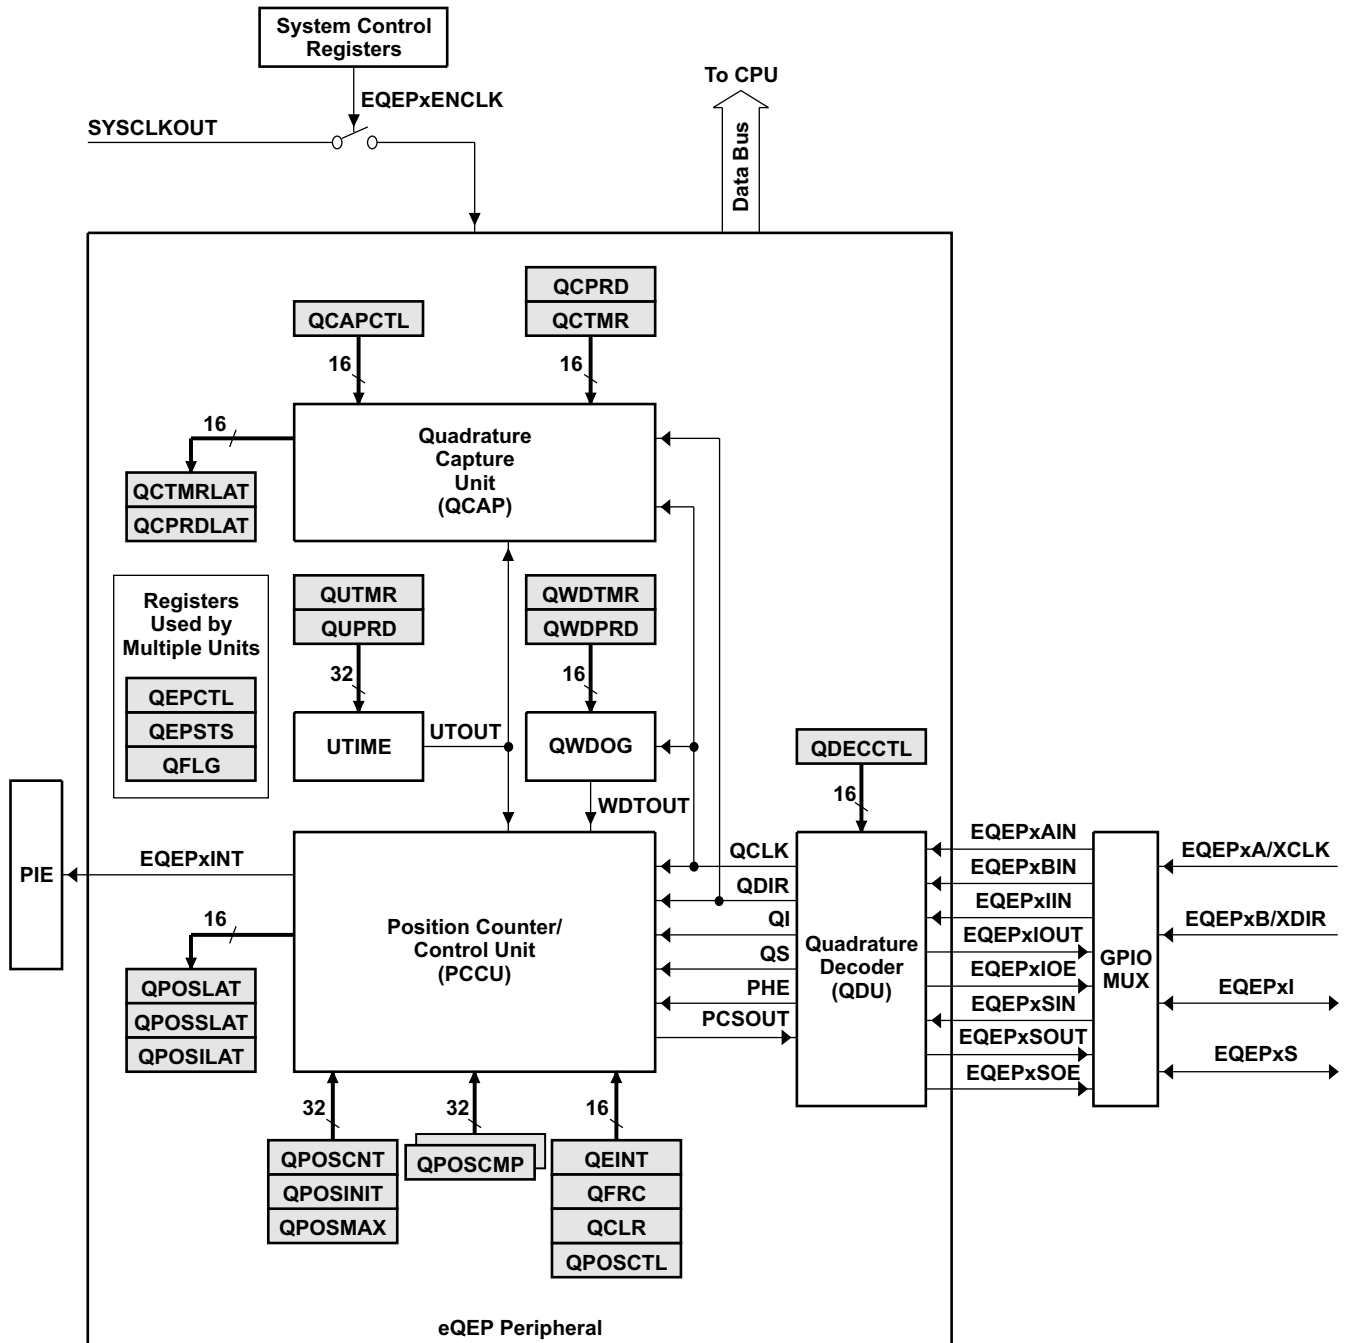 System Control
Registers
To CPU
EQEPxENCLK
SYSCLKOUT
Data Bus
QCPRD
QCAPCTL
QCTMR
16
16
16
Quadrature
Capture
Unit
(QCAP)
QCTMRLAT
QCPRDLAT
Registers
Used by
Multiple Units
QEPCTL
QEPSTS
QFLG
QUTMR
QUPRD
QWDTMR
QWDPRD
32
16
UTIME
UTOUT
QWDOG
QDECCTL
WDTOUT
16
PIE
EQEPxINT
16
Position Counter/
Control Unit
(PCCU)
QCLK
QDIR
QI
QS
PHE
PCSOUT
Quadrature
Decoder
(QDU)
EQEPxAIN
EQEPxBIN
EQEPxIIN
EQEPxIOUT
EQEPxIOE
EQEPxSIN
EQEPxSOUT
EQEPxSOE
GPIO
MUX
EQEPxA/XCLK
EQEPxB/XDIR
EQEPxI
EQEPxS
QPOSLAT
QPOSSLAT
QPOSILAT
32
32
16
QPOSCNT
QPOSINIT
QPOSMAX
QPOSCMP
QEINT
QFRC
QCLR
QPOSCTL
eQEP Peripheral